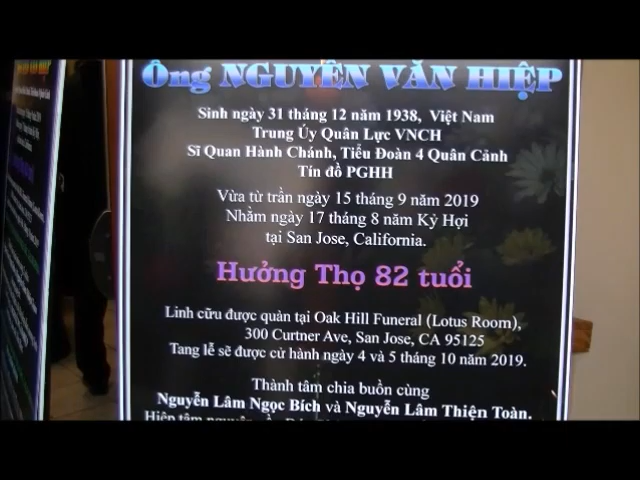 Ông NGUYỄN VĂN HIỆP
Sinh ngày 31 tháng 12 năm 1938, Việt Nam
Trung Úy Quân Lực VNCH
Sĩ Quan Hành Chánh, Tiểu Đoàn 4 Quân Cảnh
Tín đồ PGHH
Vừa từ trần ngày 15 tháng 9 năm 2019
Nhằm ngày 17 tháng 8 năm Kỷ Hợi
tại San Jose, California.
Hưởng Thọ 82 tuổi
Linh cữu được quàn tại Oak Hill Funeral (Lotus Room),
300 Curtner Ave, San Jose, CA 95125
Tang lễ sẽ được cử hành ngày 4 và 5 tháng 10 năm 2019.
Thành tâm chia buồn cùng
Nguyễn Lâm Ngọc Bích và Nguyễn Lâm Thiện Toàn.